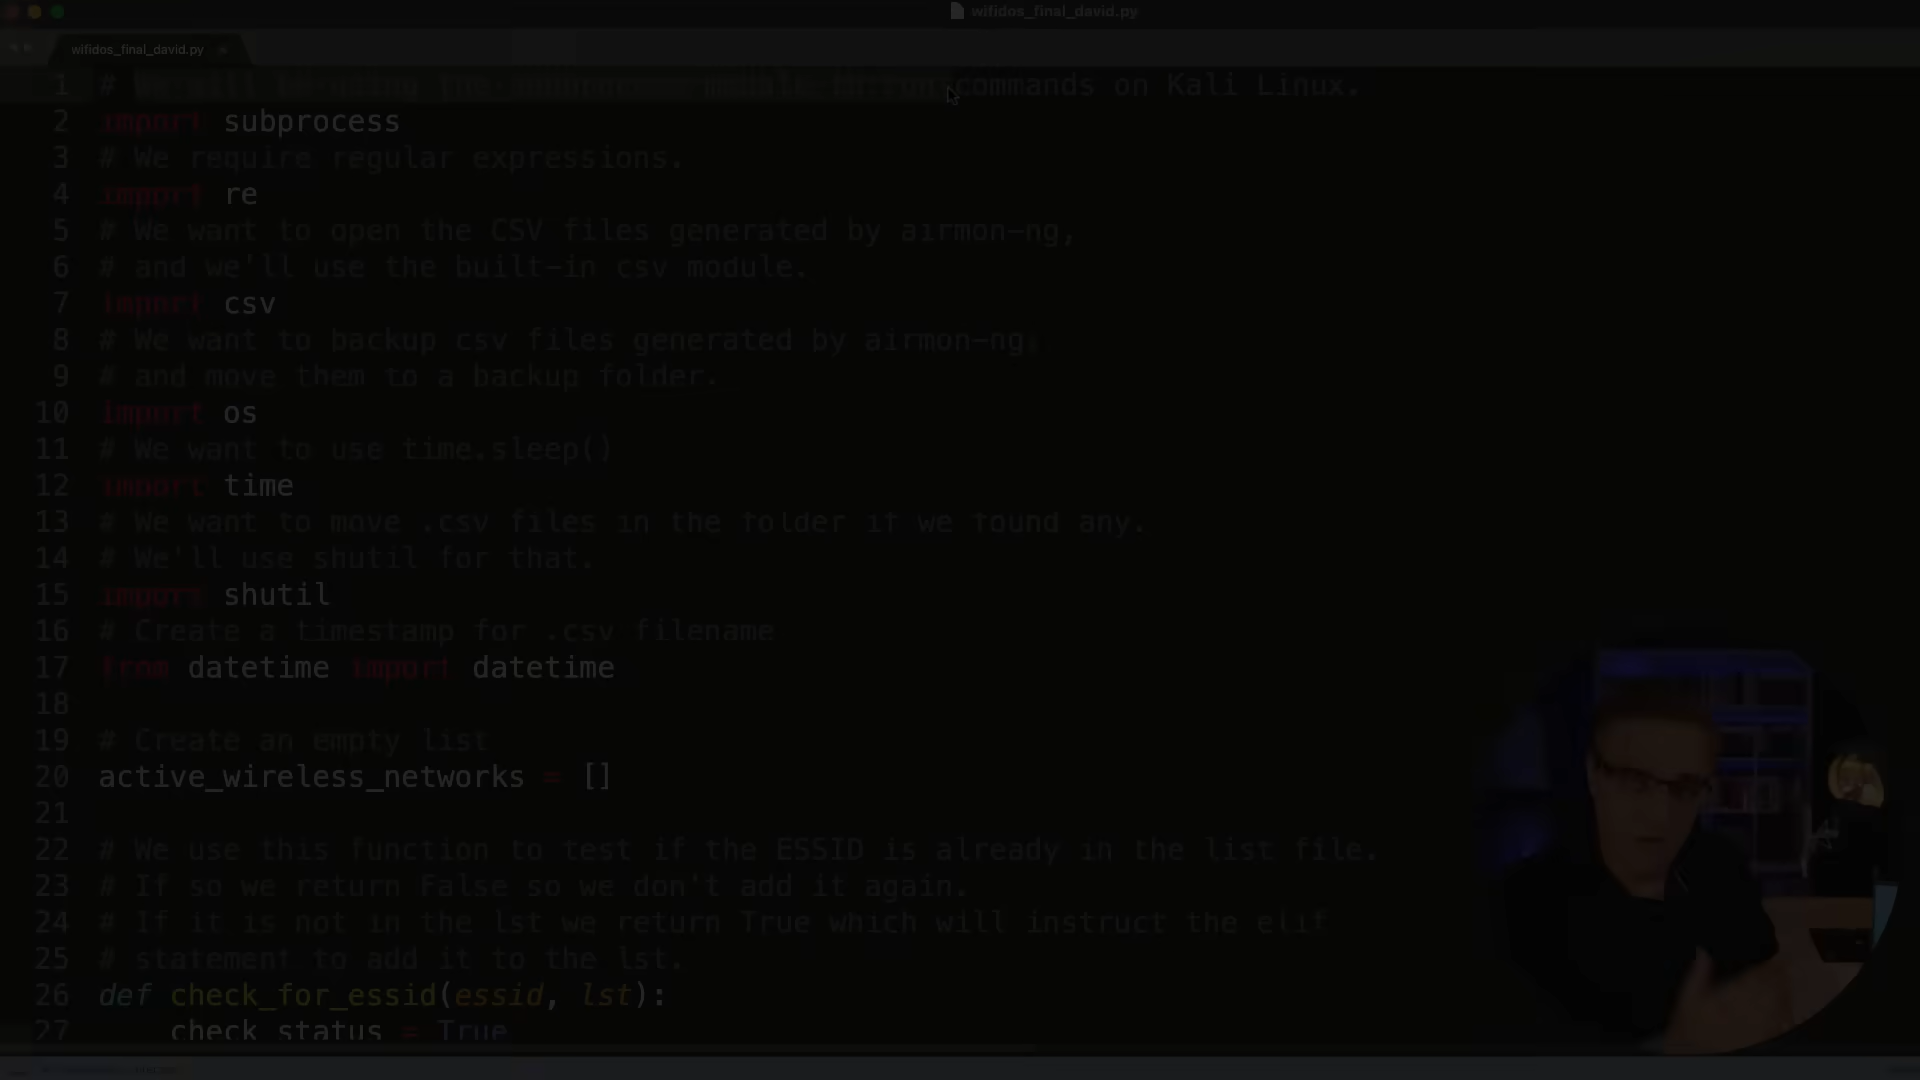 wifidos_final_david.py
wifidos_final_david.py
1 # We will be using the subprocess module to run commands on Kali Linux.
2 import subprocess
3 # We require regular expressions.
4 import re
5 # We want to open the CSV files generated by airmon-ng,
6 # and we'll use the built-in csv module.
7 import csv
8 # We want to backup csv files generated by airmon-ng,
9 # and move them to a backup folder.
10 import os
11 # We want to use time.sleep()
12 import time
13 # We want to move .csv files in the folder if we found any.
14 # We'll use shutil for that.
15 import shutil
16 # Create a timestamp for .csv filename
17 from datetime import datetime
18
19 # Create an empty list
20 active_wireless_networks = []
21
22 # We use this function to test if the ESSID is already in the list file.
23 # If so we return False so we don't add it again.
24 # If it is not in the lst we return True which will instruct the elif
25 # statement to add it to the lst.
26 def check_for_essid(essid, lst):
27 check_status = True